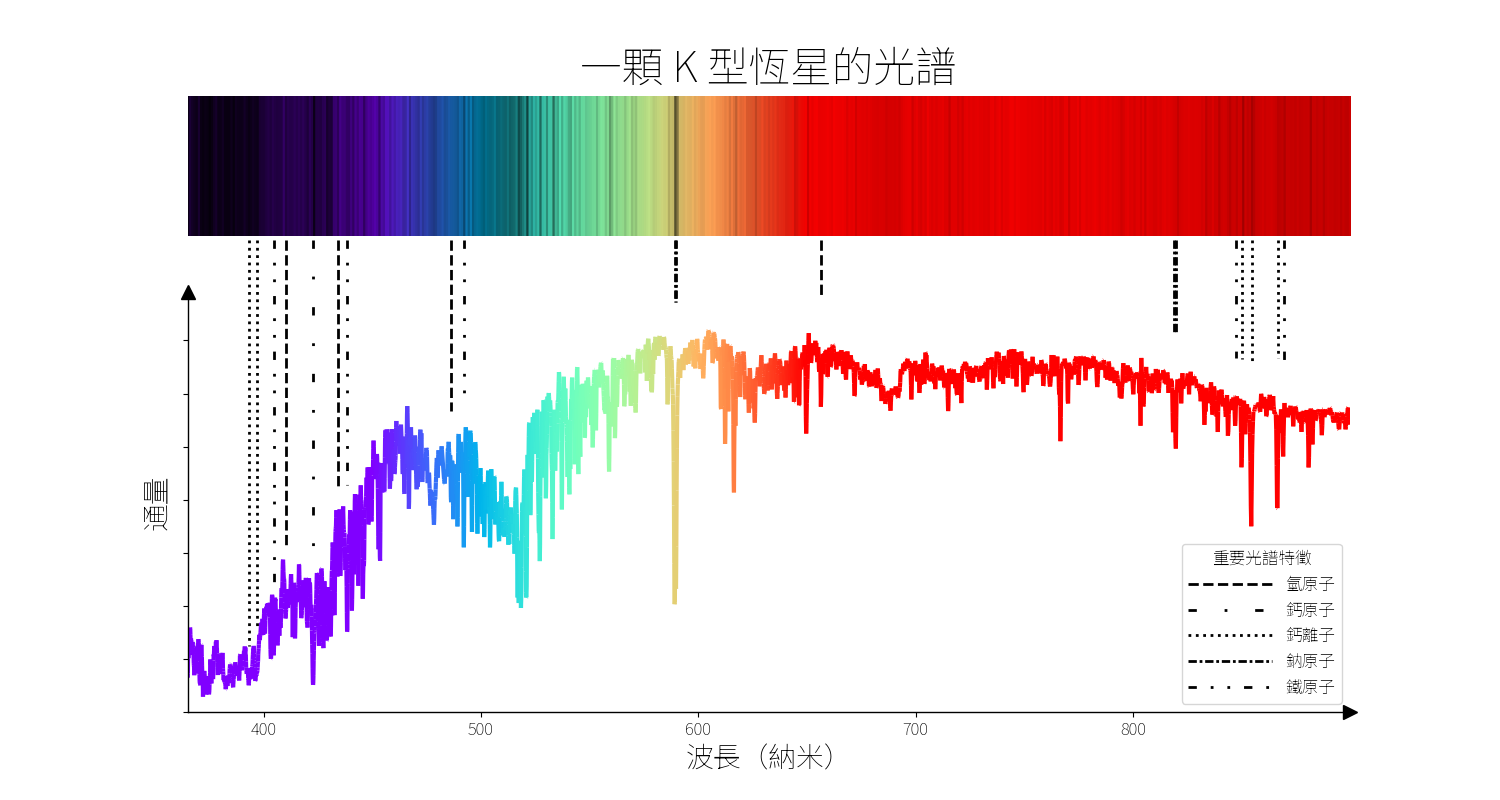 一顆 K 型恆星的光譜
通量
重要光譜特徵
氫原子
鈣原子
鈣離子
鈉原子
鐵原子
400
500
600
700
800
波長（納米）